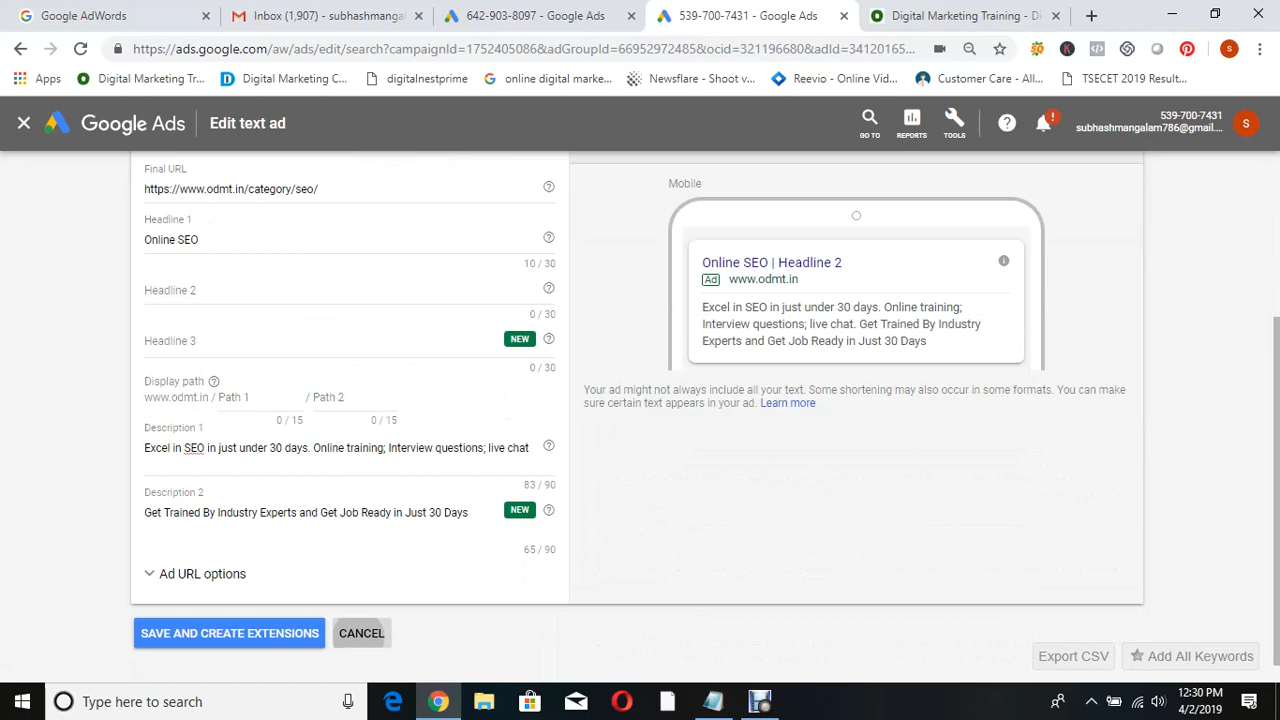 Google AdWords
Inbox (1,907) - subhashmanga
642-903-8097 - Google Ads
539-700-7431 - Google Ads
Digital Marketing Training - D
https://ads.google.com/aw/ads/edit/search?campaignId=1752405086&adGroupId=66952972485&ocid=321196680&adId=34120165...
Apps
Digital Marketing Tr...
Digital Marketing C...
digitalnestprime
online digital marke...
Newsflare - Shoot v...
Reevio - Online Vid...
Customer Care - All...
TSECET 2019 Result...
Google Ads
Edit text ad
GO TO
REPORTS
TOOLS
539-700-7431
subhashmangalam786@gmail....
S
Final URL
https://www.odmt.in/category/seo/
Headline 1
Online SEO
10 / 30
Headline 2
0 / 30
Headline 3
NEW
0 / 30
Display path
www.odmt.in / Path 1 / Path 2
0 / 15 0 / 15
Description 1
Excel in SEO in just under 30 days. Online training; Interview questions; live chat
83 / 90
Description 2
Get Trained By Industry Experts and Get Job Ready in Just 30 Days
NEW
65 / 90
Ad URL options
SAVE AND CREATE EXTENSIONS
CANCEL
Mobile
Online SEO | Headline 2
Ad www.odmt.in
Excel in SEO in just under 30 days. Online training;
Interview questions; live chat. Get Trained By Industry
Experts and Get Job Ready in Just 30 Days
Your ad might not always include all your text. Some shortening may also occur in some formats. You can make
sure certain text appears in your ad. Learn more
Export CSV
Add All Keywords
Type here to search
12:30 PM
4/2/2019